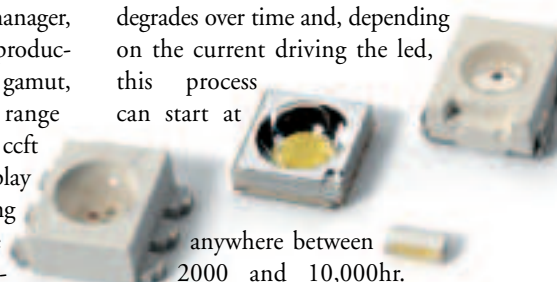 anager,
produc-
gamut,
range
ccft
play
ng
degrades over time and, depending
on the current driving the led,
this process
can start at
anywhere between
2000 and 10,000hr.